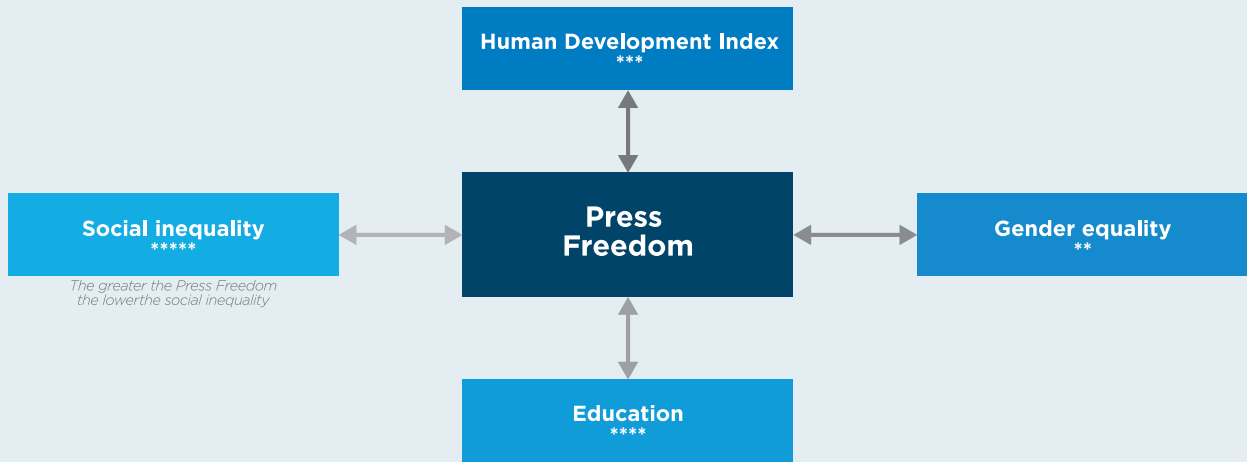 Human Development Index
***
Social inequality
*****
The greater the Press Freedom
the lowerthe social inequality
Press
Freedom
Gender equality
**
Education
****